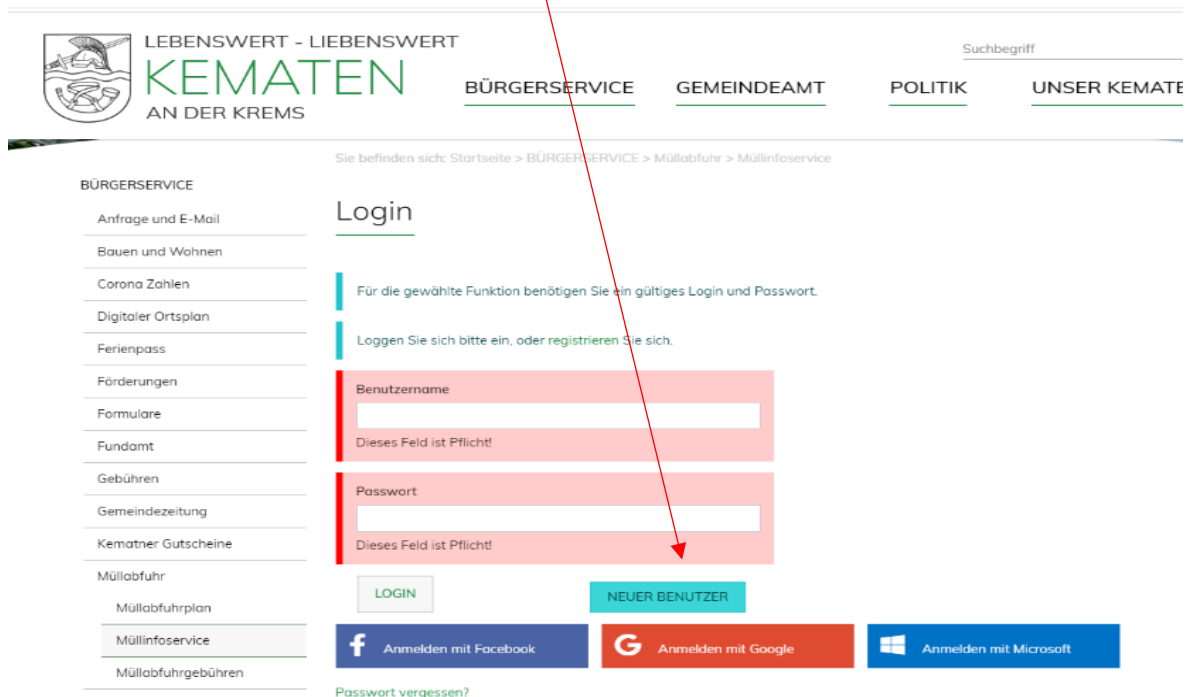 LEBENSWERT - LIEBENSWERT
KEMATEN
AN DER KREMS
Suchbegriff
BÜRGERSERVICE GEMEINDEAMT POLITIK UNSER KEMATE
Sie befinden sich: Startseite > BÜRGERSERVICE > Müllabfuhr > Müllinfoservice
BÜRGERSERVICE
Anfrage und E-Mail
Bauen und Wohnen
Corona Zahlen
Digitaler Ortsplan
Ferienpass
Förderungen
Formulare
Fundamt
Gebühren
Gemeindezeitung
Kematner Gutscheine
Müllabfuhr
Müllabfuhrplan
Müllinfoservice
Müllabfuhrgebühren
Login
Für die gewählte Funktion benötigen Sie ein gültiges Login und Passwort.
Loggen Sie sich bitte ein, oder registrieren Sie sich.
Benutzername
Dieses Feld ist Pflicht!
Passwort
Dieses Feld ist Pflicht!
LOGIN NEUER BENUTZER
Anmelden mit Facebook Anmelden mit Google Anmelden mit Microsoft
Passwort vergessen?